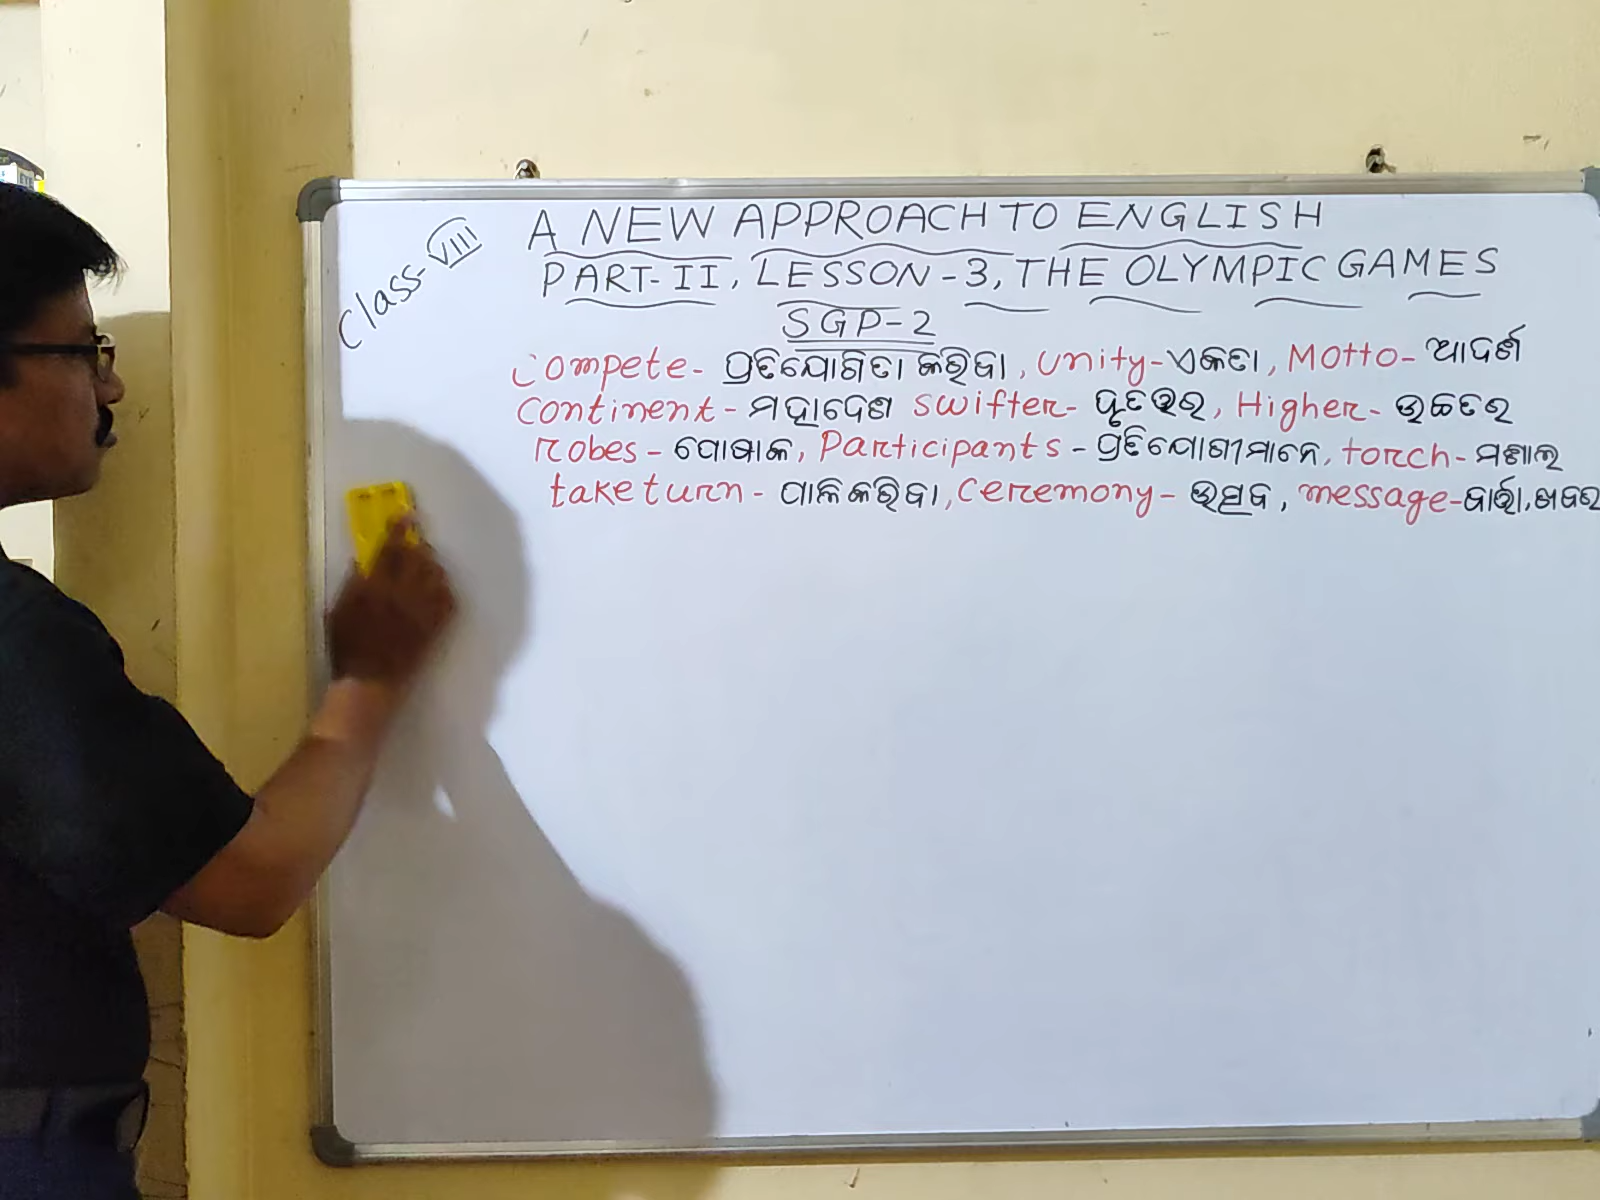 Class-VIII
A NEW APPROACH TO ENGLISH
PART-II, LESSON-3, THE OLYMPIC GAMES
SGP-2
compete- ପ୍ରତିଯୋଗିତା କରିବା, unity- ଏକତା, Motto- ଆଦର୍ଶ
continent- ମହାଦେଶ swifter- ଦ୍ରୁତତର, Higher- ଉଚ୍ଚତର
robes- ପୋଷାକ, Participants- ପ୍ରତିଯୋଗୀମାନେ, torch- ମଶାଲ
take turn- ପାଳି କରିବା, ceremony- ଉତ୍ସବ, message- ବାର୍ତ୍ତା, ଖବର